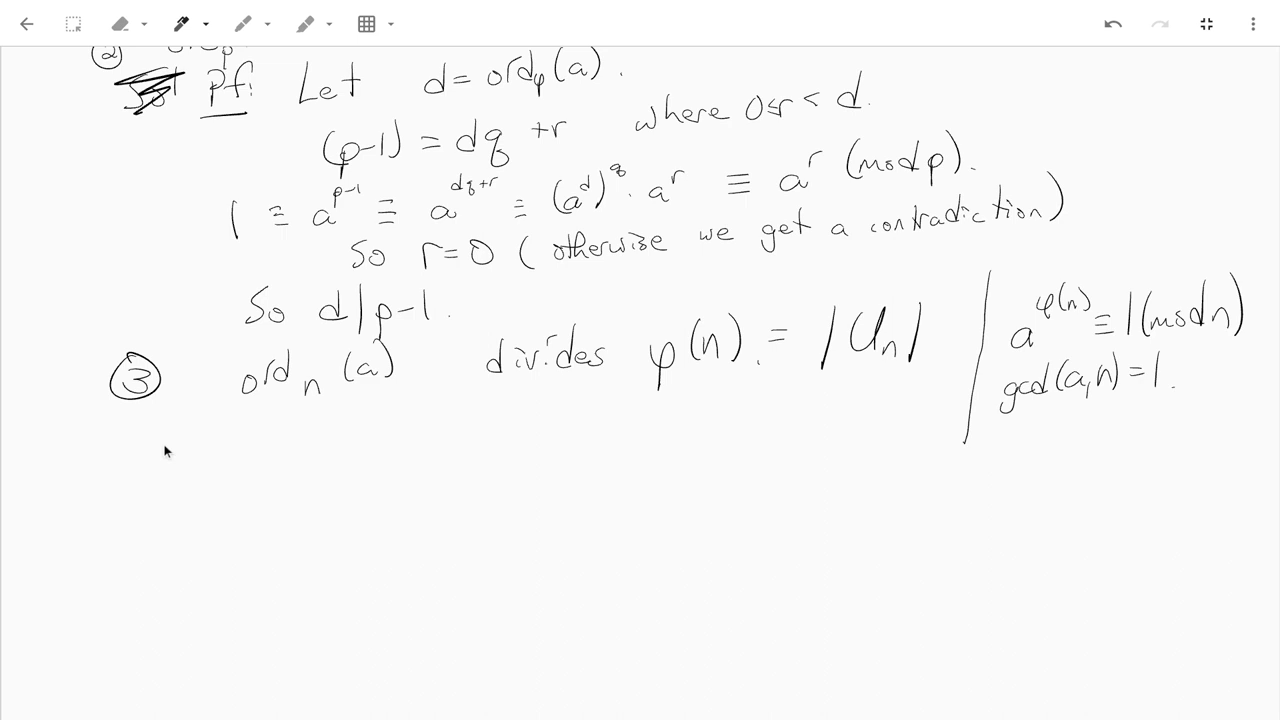 ②
pf: Let d = ord_p(a).
(p-1) = dq + r where 0 ≤ r < d.
1 ≡ a^{p-1} ≡ a^{dq+r} ≡ (a^d)^q · a^r ≡ a^r (mod p).
So r = 0 (otherwise we get a contradiction)
So d | p-1.
③ ord_n(a) divides φ(n). = |U_n|
a^{φ(n)} ≡ 1 (mod n)
gcd(a,n) = 1.